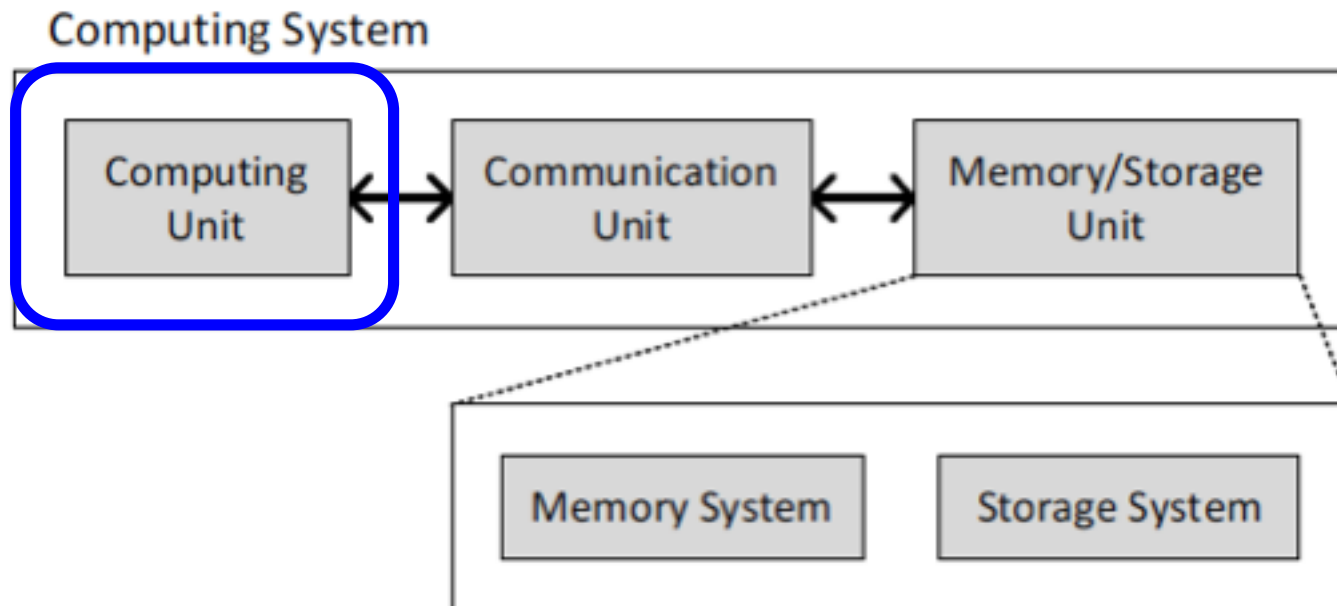 Computing System
Computing
Unit
Communication
Unit
Memory/Storage
Unit
Memory System
Storage System